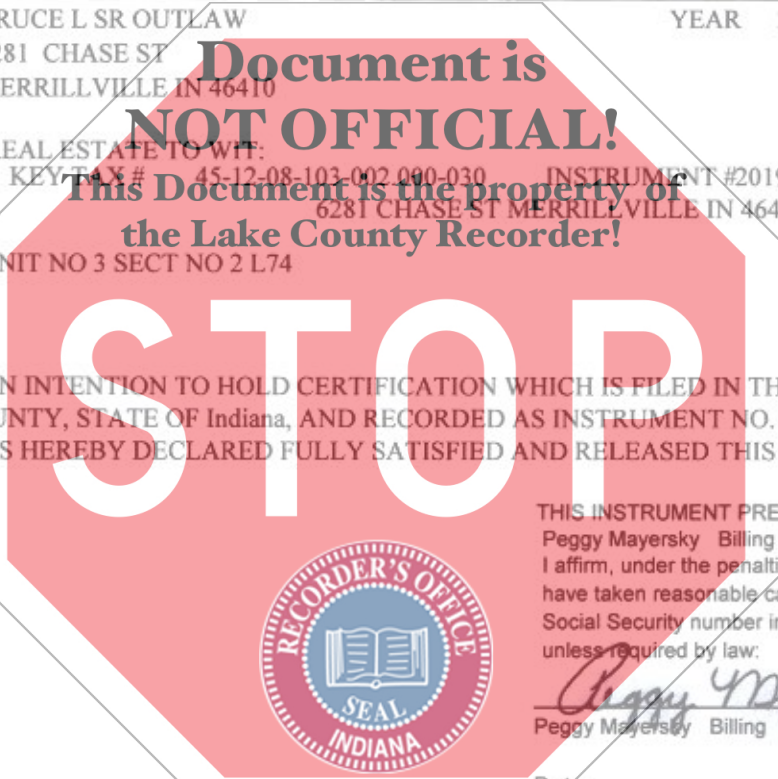 RUCE L SR OUTLAW
YEAR
281 CHASE ST
ERRILLVILLE IN 46410
Document is
NOT OFFICIAL!
This Document is the property of
the Lake County Recorder!
EAL ESTATE TO WIT:
KEY TAX # 45-12-08-103-002.000-030 INSTRUMENT #2019
6281 CHASE ST MERRILLVILLE IN 464
NIT NO 3 SECT NO 2 L74
STOP
N INTENTION TO HOLD CERTIFICATION WHICH IS FILED IN TH
UNTY, STATE OF Indiana, AND RECORDED AS INSTRUMENT NO.
S HEREBY DECLARED FULLY SATISFIED AND RELEASED THIS
THIS INSTRUMENT PRE
Peggy Mayersky Billing
I affirm, under the penalti
have taken reasonable ca
Social Security number in
unless required by law:
Peggy
Peggy Mayersky Billing
RECORDER'S OFFICE
SEAL
INDIANA